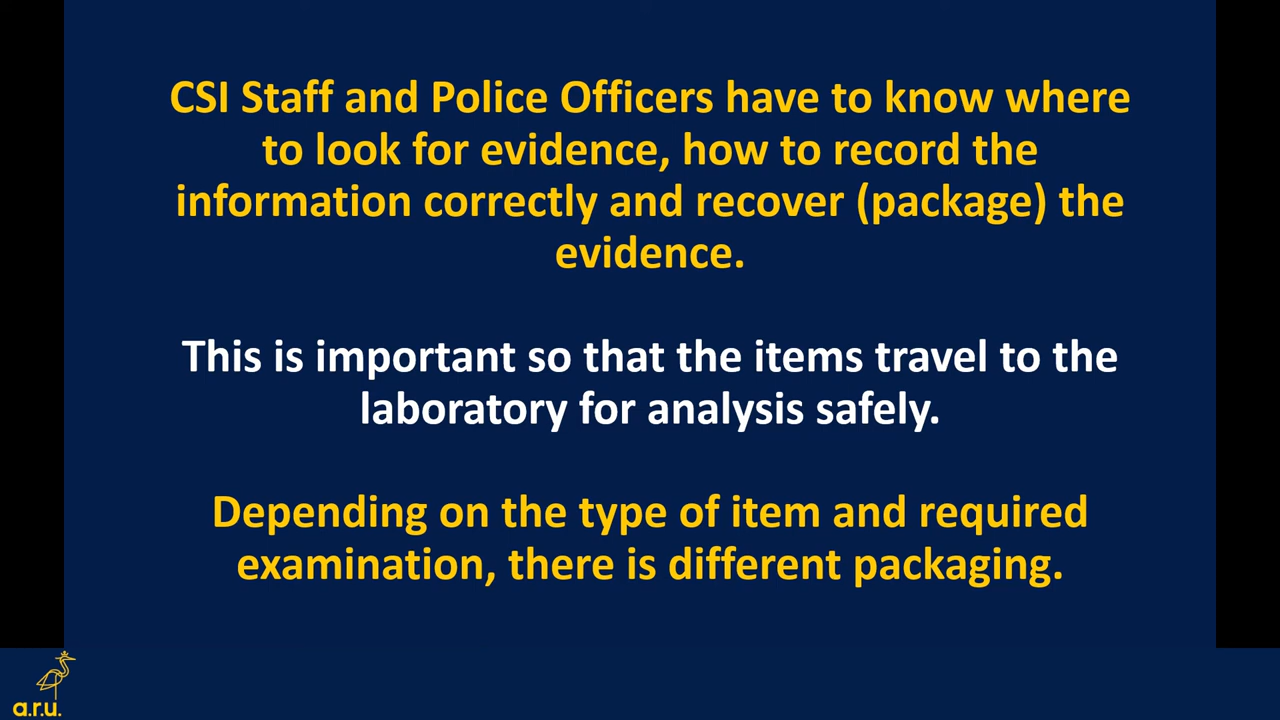 CSI Staff and Police Officers have to know where
to look for evidence, how to record the
information correctly and recover (package) the
evidence.
This is important so that the items travel to the
laboratory for analysis safely.
Depending on the type of item and required
examination, there is different packaging.
a.r.u.